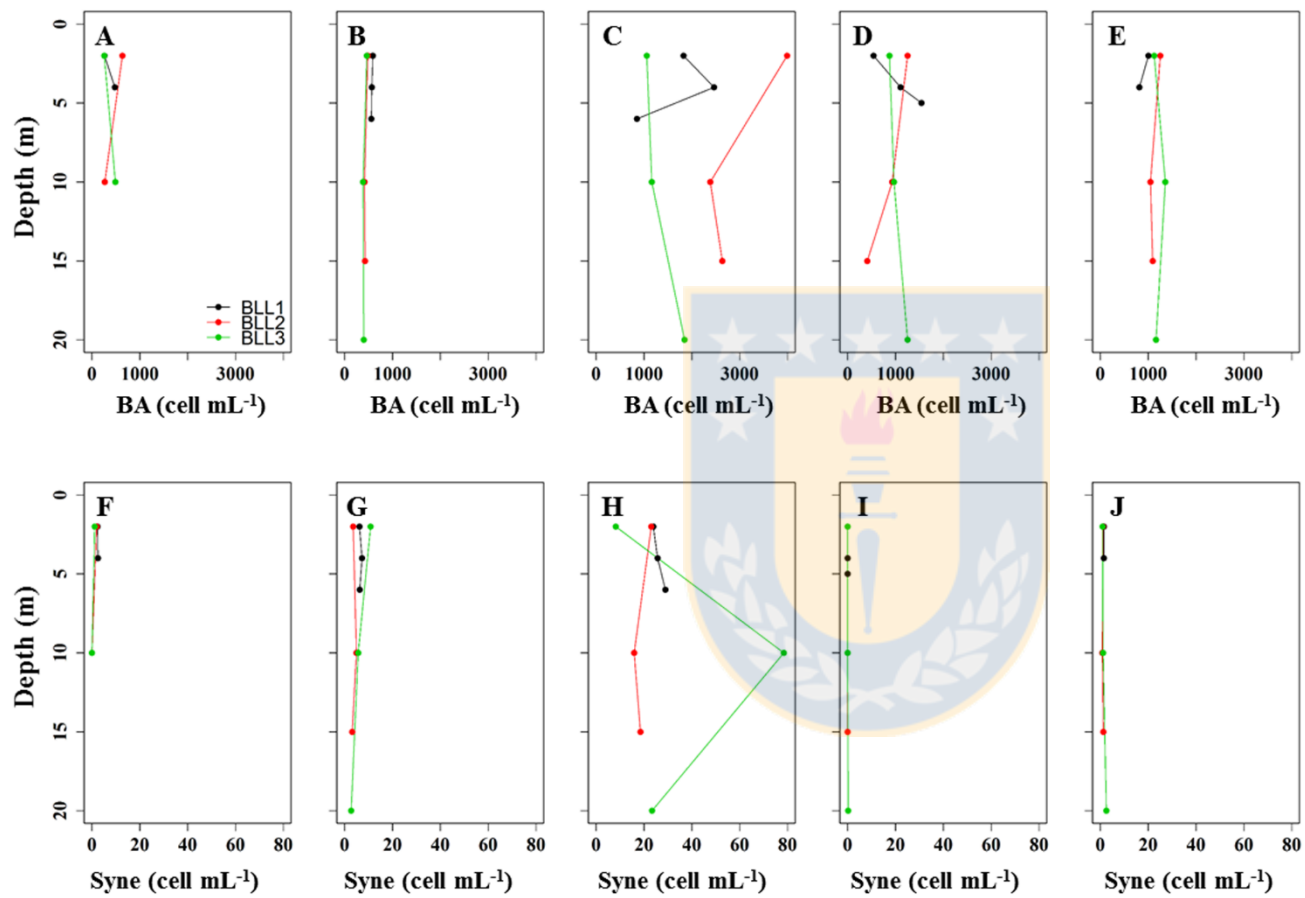 A B C D E
0 5 10 15 20
Depth (m)
BLL1
BLL2
BLL3
0 1000 3000 0 1000 3000 0 1000 3000 0 1000 3000 0 1000 3000
BA (cell mL-1) BA (cell mL-1) BA (cell mL-1) BA (cell mL-1) BA (cell mL-1)
F G H I J
0 5 10 15 20
Depth (m)
0 20 40 60 80 0 20 40 60 80 0 20 40 60 80 0 20 40 60 80 0 20 40 60 80
Syne (cell mL-1) Syne (cell mL-1) Syne (cell mL-1) Syne (cell mL-1) Syne (cell mL-1)